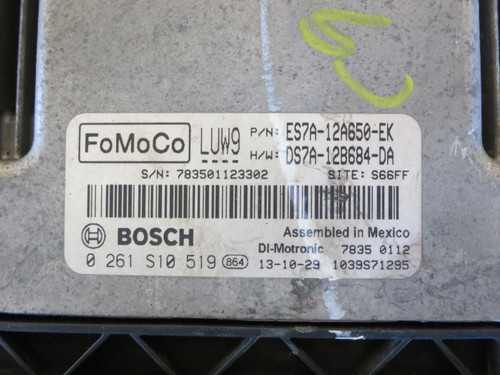 FoMoCo LUW9 P/N: ES7A-12A650-EK
H/W: DS7A-12B684-DA
S/N: 783501123302 SITE: S66FF
BOSCH Assembled in Mexico
DI-Motronic 7835 0112
0 261 S10 519 864 13-10-29 1039S71295